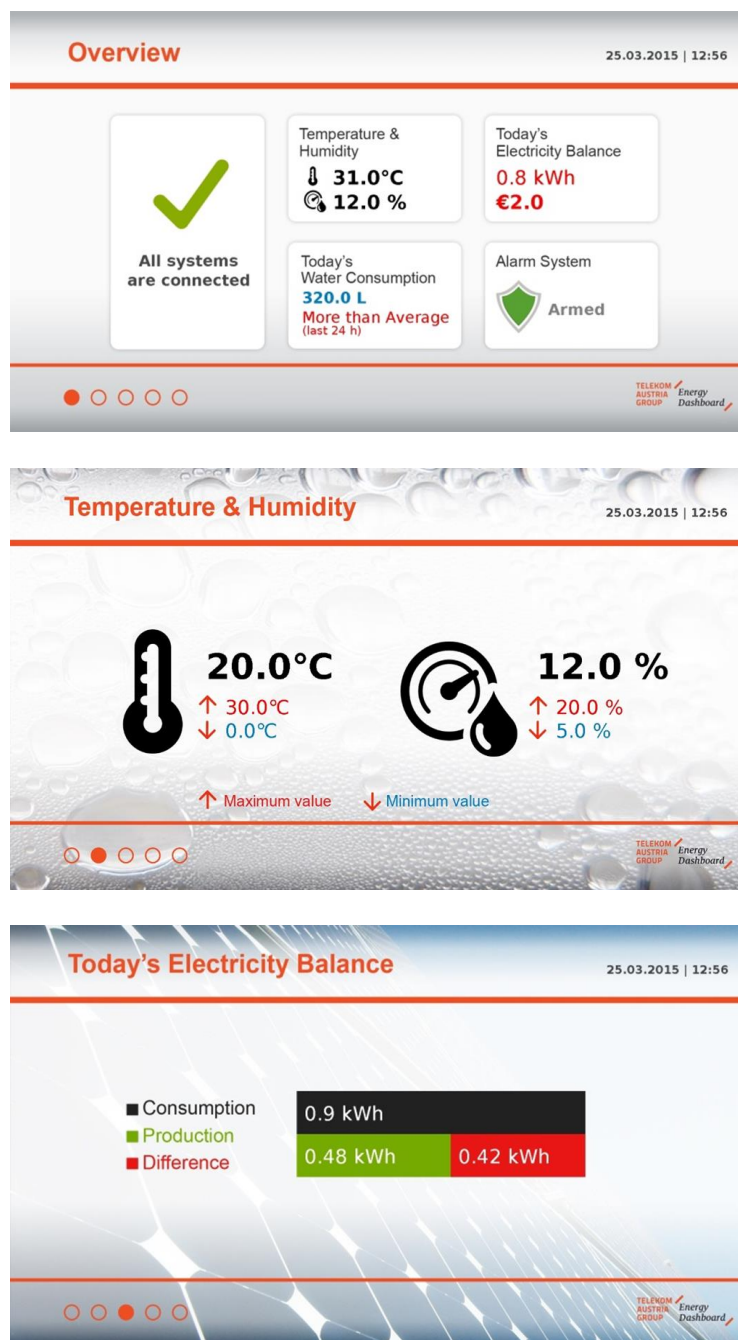 Overview
25.03.2015 | 12:56
All systems
are connected
Temperature &
Humidity
31.0°C
12.0 %
Today's
Electricity Balance
0.8 kWh
€2.0
Today's
Water Consumption
320.0 L
More than Average
(last 24 h)
Alarm System
Armed
TELEKOM
AUSTRIA
GROUP
Energy
Dashboard
Temperature & Humidity
25.03.2015 | 12:56
20.0°C
30.0°C
0.0°C
12.0 %
20.0 %
5.0 %
Maximum value
Minimum value
TELEKOM
AUSTRIA
GROUP
Energy
Dashboard
Today's Electricity Balance
25.03.2015 | 12:56
Consumption
Production
Difference
0.9 kWh
0.48 kWh
0.42 kWh
TELEKOM
AUSTRIA
GROUP
Energy
Dashboard